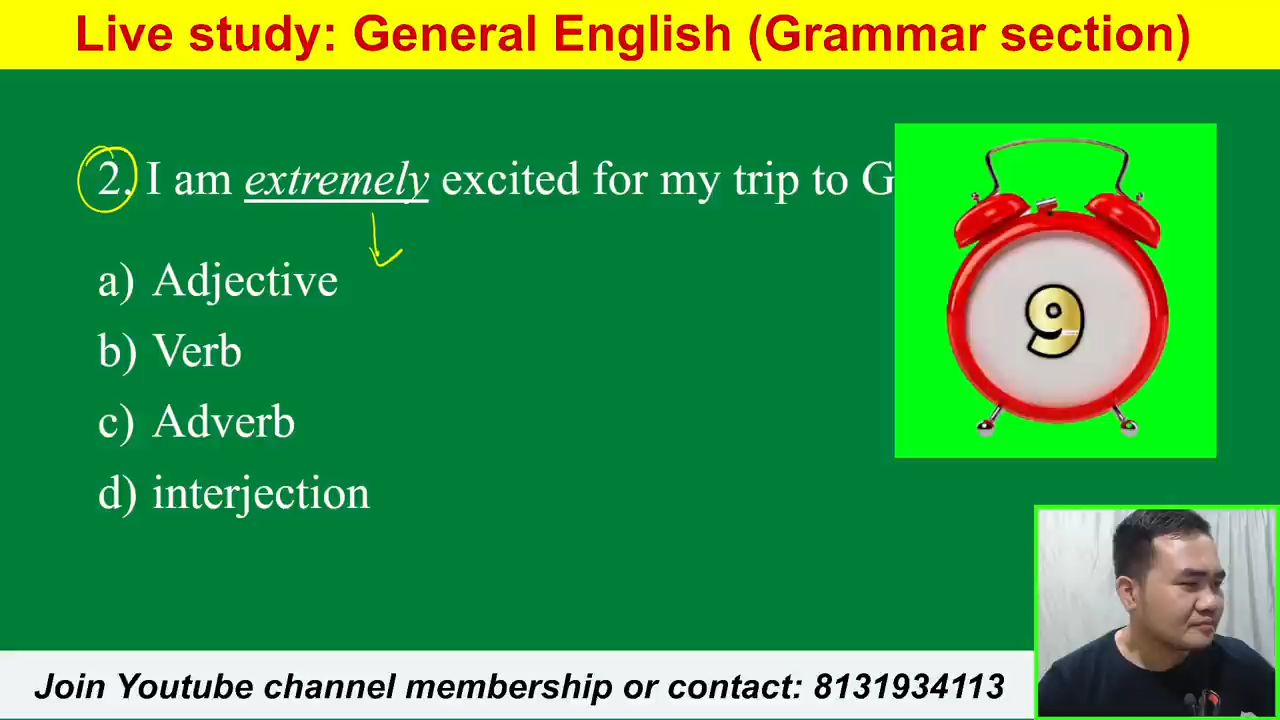 Live study: General English (Grammar section)
2. I am extremely excited for my trip to G
a) Adjective
b) Verb
c) Adverb
d) interjection
9
Join Youtube channel membership or contact: 8131934113